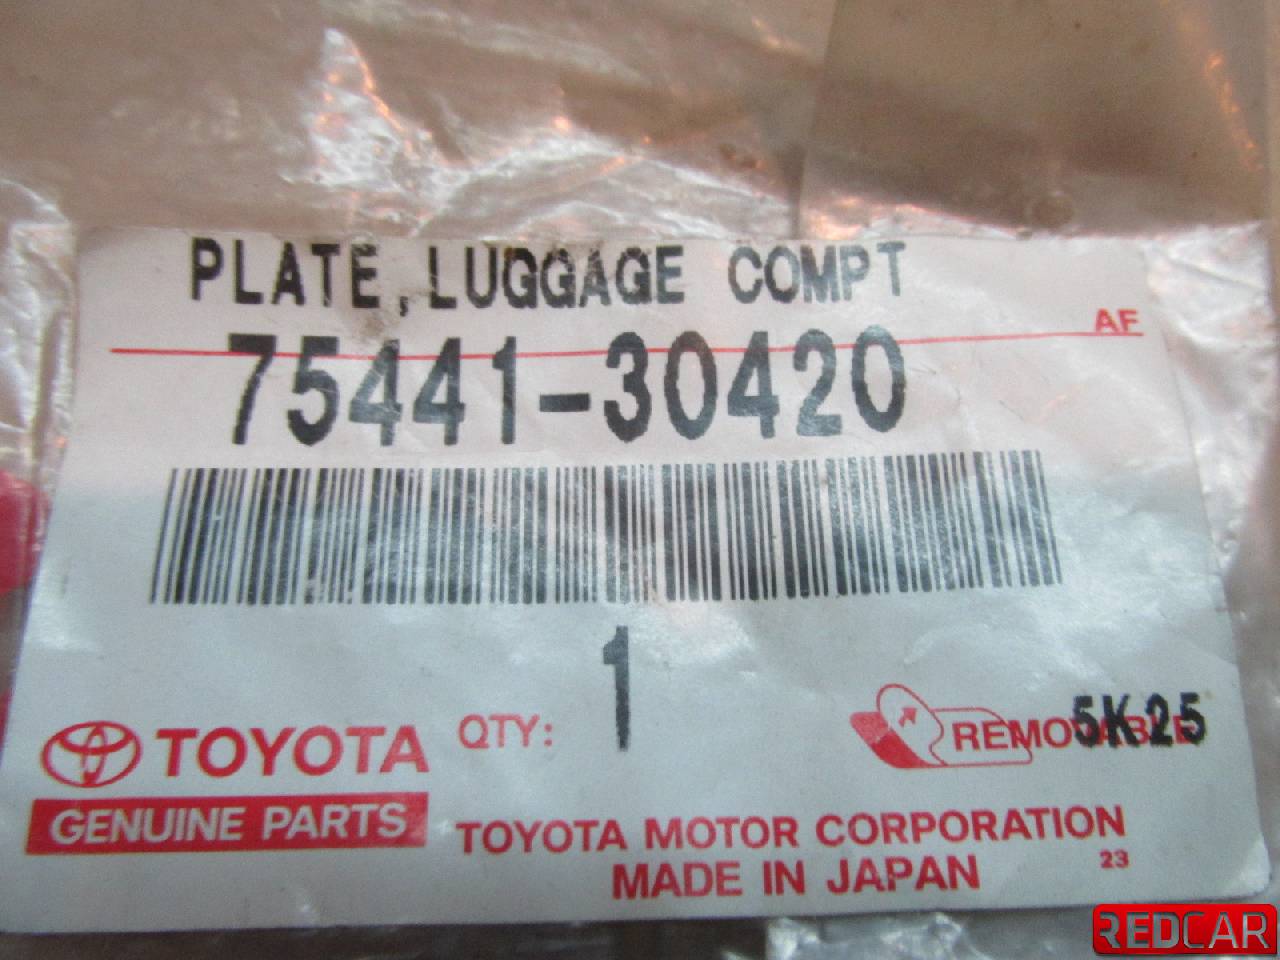 PLATE, LUGGAGE COMPT
AF
75441-30420
1
QTY:
5K25
REMOVABLE
TOYOTA
GENUINE PARTS
TOYOTA MOTOR CORPORATION
MADE IN JAPAN
23
REDCAR